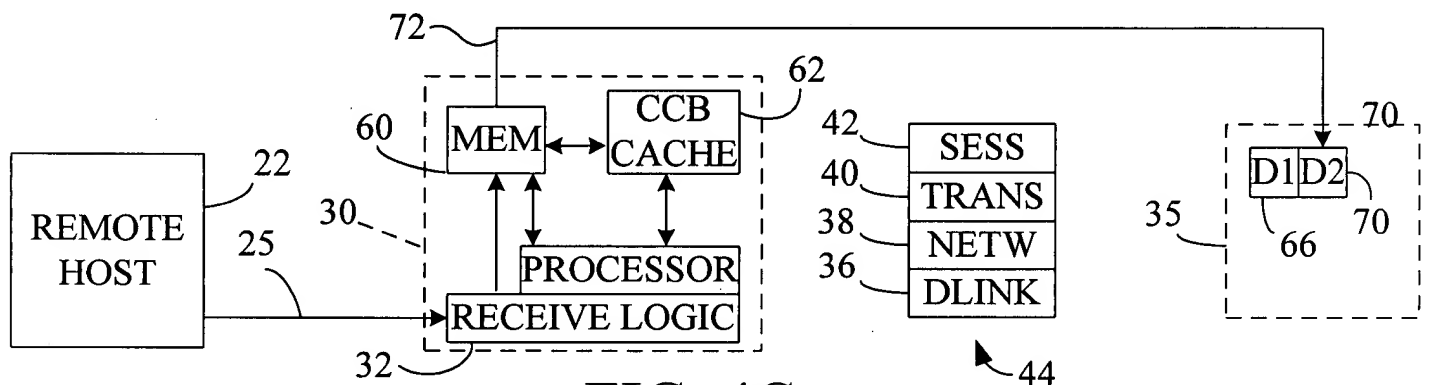 72
62
CCB
CACHE
60
MEM
42
SESS
70
22
40
TRANS
D1 D2
REMOTE
HOST
30
38
NETW
35
66
70
25
PROCESSOR
36
DLINK
RECEIVE LOGIC
32
44